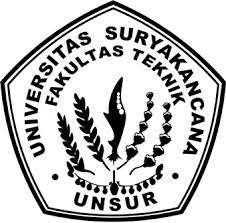 UNIVERSITAS SURYAKANCANA
FAKULTAS TEKNIK
UNSUR